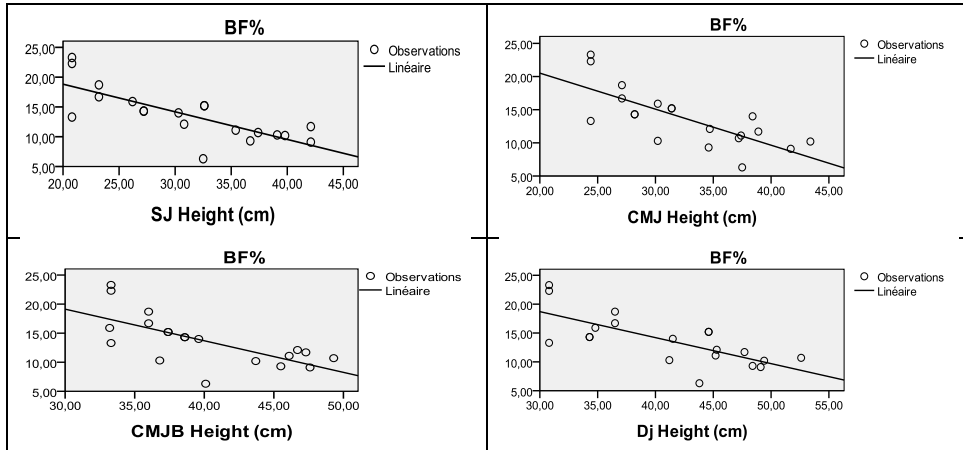 BF%
25,00
20,00
15,00
10,00
5,00
20,00 25,00 30,00 35,00 40,00 45,00
SJ Height (cm)
Observations
Linéaire
BF%
25,00
20,00
15,00
10,00
5,00
20,00 25,00 30,00 35,00 40,00 45,00
CMJ Height (cm)
Observations
Linéaire
BF%
25,00
20,00
15,00
10,00
5,00
30,00 35,00 40,00 45,00 50,00
CMJB Height (cm)
Observations
Linéaire
BF%
25,00
20,00
15,00
10,00
5,00
30,00 35,00 40,00 45,00 50,00 55,00
Dj Height (cm)
Observations
Linéaire